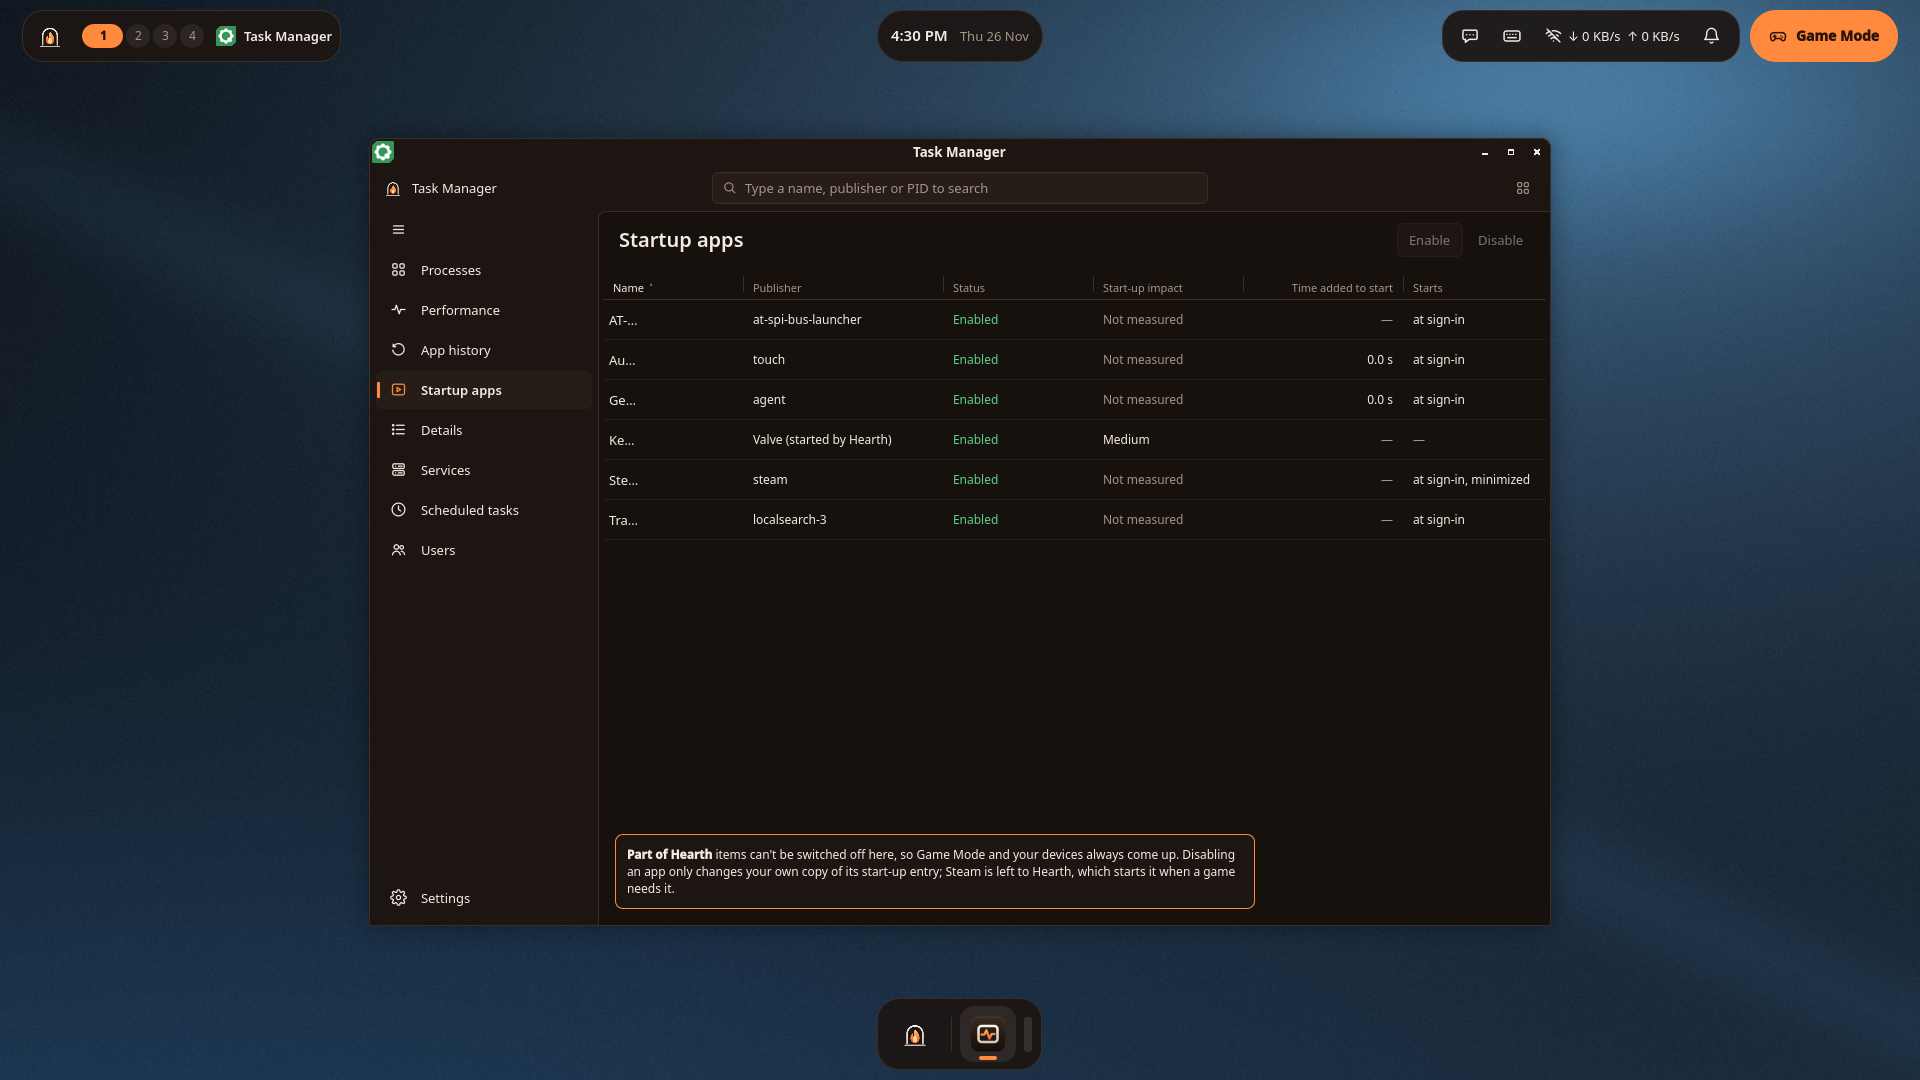 1 2 3 4 Task Manager
4:30 PM Thu 26 Nov
↓ 0 KB/s ↑ 0 KB/s
Game Mode
Task Manager
Task Manager
Type a name, publisher or PID to search
Processes
Performance
App history
Startup apps
Details
Services
Scheduled tasks
Users
Settings
Startup apps
Enable Disable
Name Publisher Status Start-up impact Time added to start Starts
AT-... at-spi-bus-launcher Enabled Not measured — at sign-in
Au... touch Enabled Not measured 0.0 s at sign-in
Ge... agent Enabled Not measured 0.0 s at sign-in
Ke... Valve (started by Hearth) Enabled Medium — —
Ste... steam Enabled Not measured — at sign-in, minimized
Tra... localsearch-3 Enabled Not measured — at sign-in
Part of Hearth items can't be switched off here, so Game Mode and your devices always come up. Disabling
an app only changes your own copy of its start-up entry; Steam is left to Hearth, which starts it when a game
needs it.